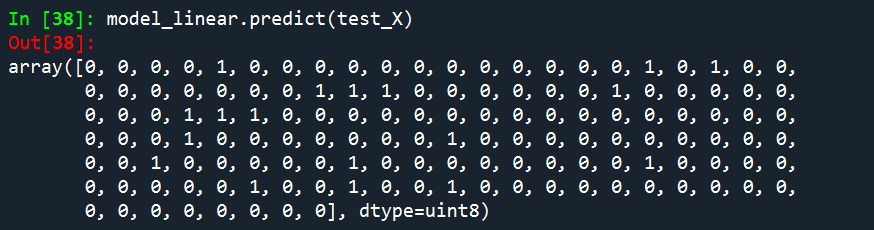 In [38]: model_linear.predict(test_X)
Out[38]:
array([0, 0, 0, 0, 1, 0, 0, 0, 0, 0, 0, 0, 0, 0, 0, 0, 0, 1, 0, 1, 0, 0,
0, 0, 0, 0, 0, 0, 0, 1, 1, 1, 0, 0, 0, 0, 0, 0, 1, 0, 0, 0, 0, 0,
0, 0, 0, 1, 1, 1, 0, 0, 0, 0, 0, 0, 0, 0, 0, 0, 0, 0, 0, 0, 0, 0,
0, 0, 0, 1, 0, 0, 0, 0, 0, 0, 0, 1, 0, 0, 0, 0, 0, 0, 0, 0, 0, 0,
0, 0, 1, 0, 0, 0, 0, 0, 1, 0, 0, 0, 0, 0, 0, 0, 0, 1, 0, 0, 0, 0,
0, 0, 0, 0, 0, 1, 0, 0, 1, 0, 0, 1, 0, 0, 0, 0, 0, 0, 0, 0, 0, 0,
0, 0, 0, 0, 0, 0, 0, 0], dtype=uint8)